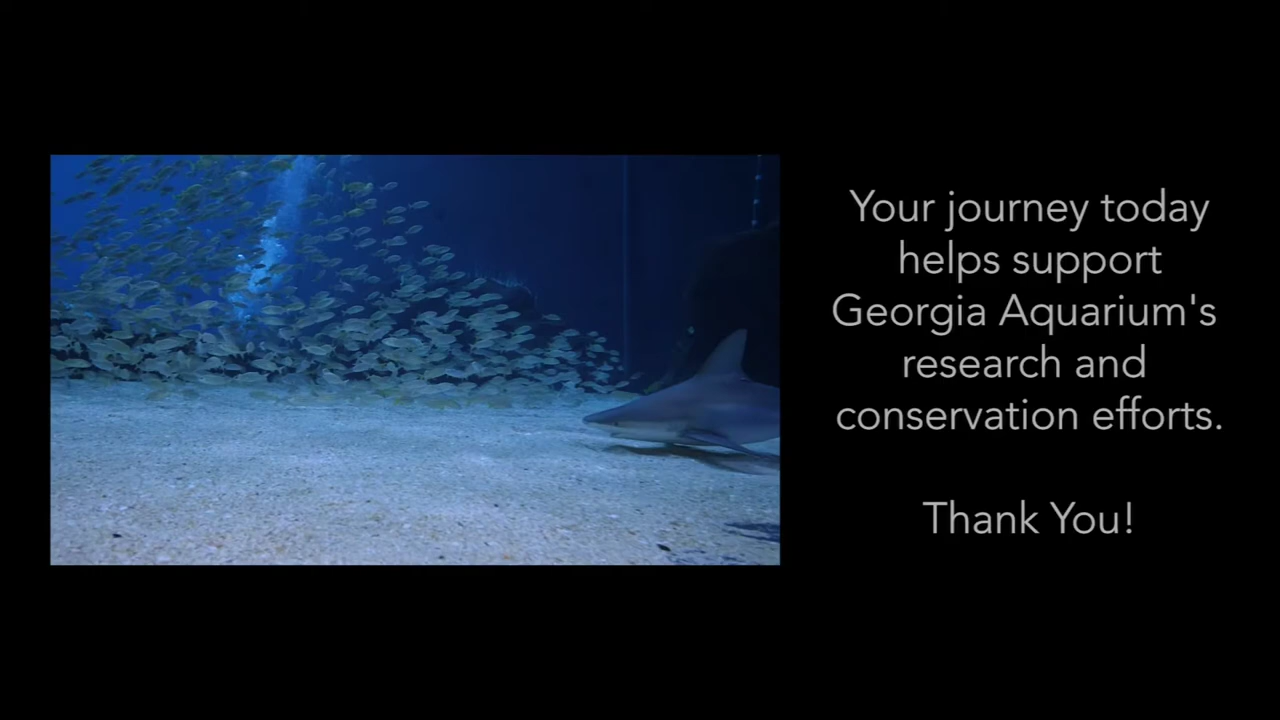 Your journey today
helps support
Georgia Aquarium's
research and
conservation efforts.
Thank You!